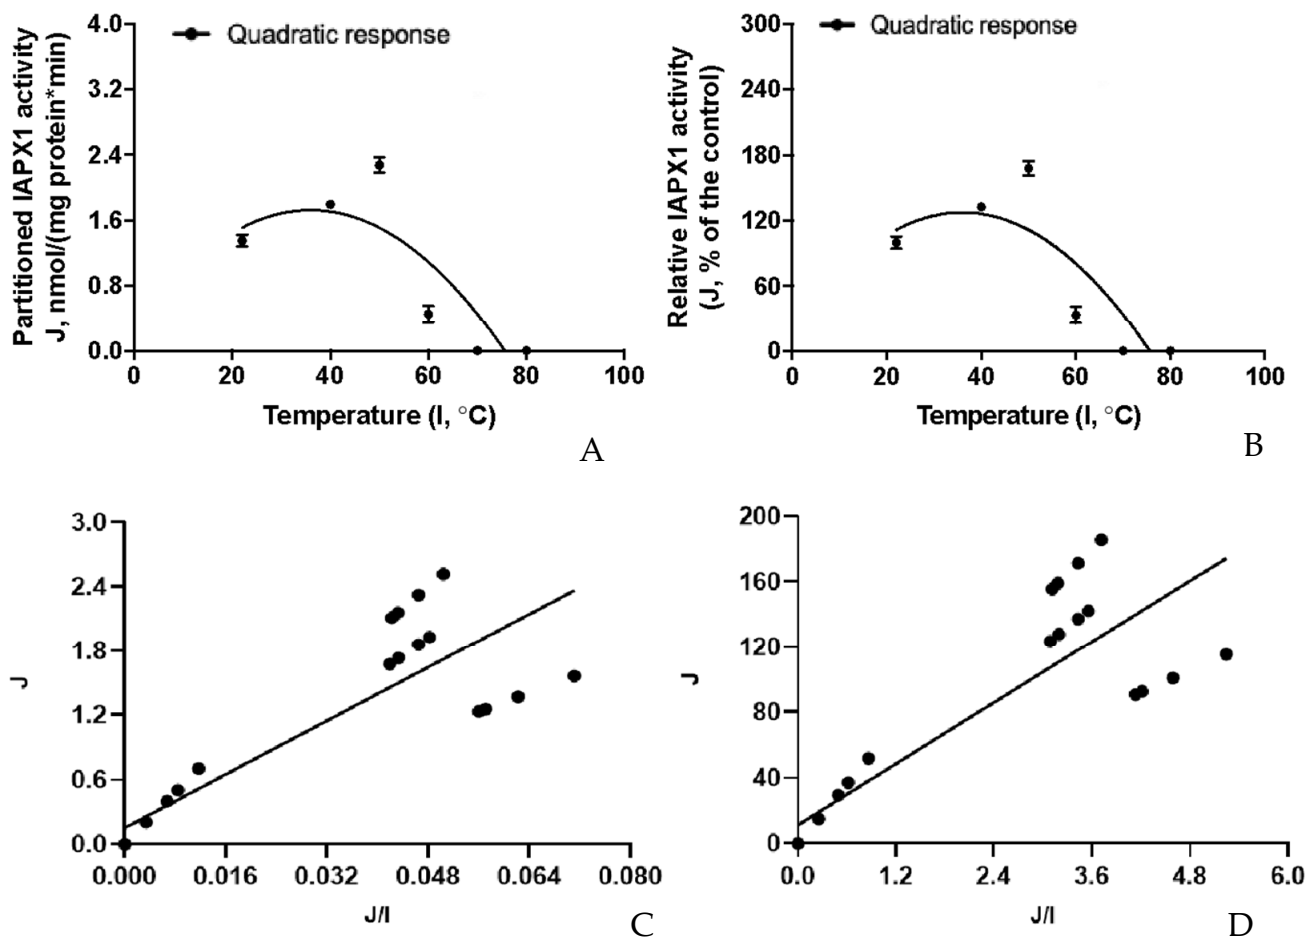 4.0
3.2
2.4
1.6
0.8
0.0
Partitioned IAPX1 activity
J, nmol/(mg protein*min)
Quadratic response
0 20 40 60 80 100
Temperature (I, °C)
A
300
240
180
120
60
0
Relative IAPX1 activity
(J, % of the control)
Quadratic response
0 20 40 60 80 100
Temperature (I, °C)
B
3.0
2.4
1.8
1.2
0.6
0.0
J
0.000 0.016 0.032 0.048 0.064 0.080
J/I
C
200
160
120
80
40
0
J
0.0 1.2 2.4 3.6 4.8 6.0
J/I
D